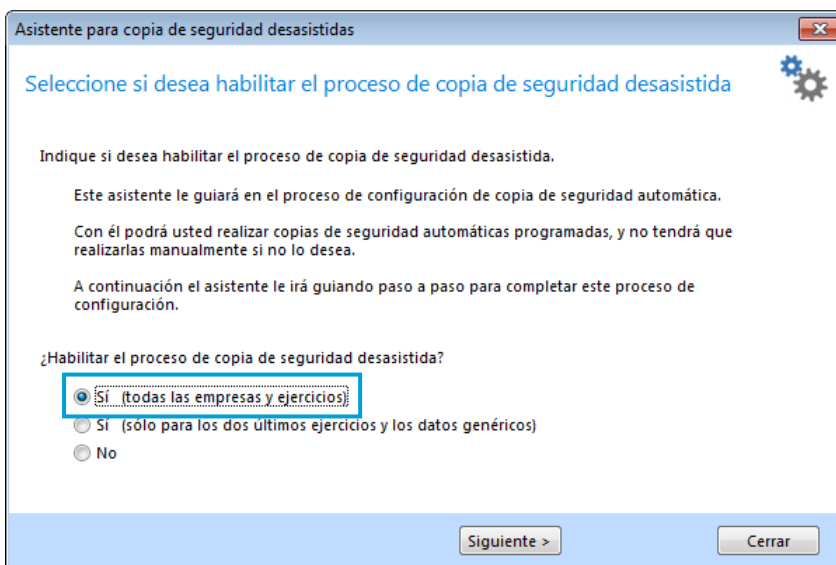 Asistente para copia de seguridad desasistidas
Seleccione si desea habilitar el proceso de copia de seguridad desasistida
Indique si desea habilitar el proceso de copia de seguridad desasistida.
Este asistente le guiará en el proceso de configuración de copia de seguridad automática.
Con él podrá usted realizar copias de seguridad automáticas programadas, y no tendrá que
realizarlas manualmente si no lo desea.
A continuación el asistente le irá guiando paso a paso para completar este proceso de
configuración.
¿Habilitar el proceso de copia de seguridad desasistida?
Sí (todas las empresas y ejercicios)
Sí (sólo para los dos últimos ejercicios y los datos genéricos)
No
Siguiente >
Cerrar